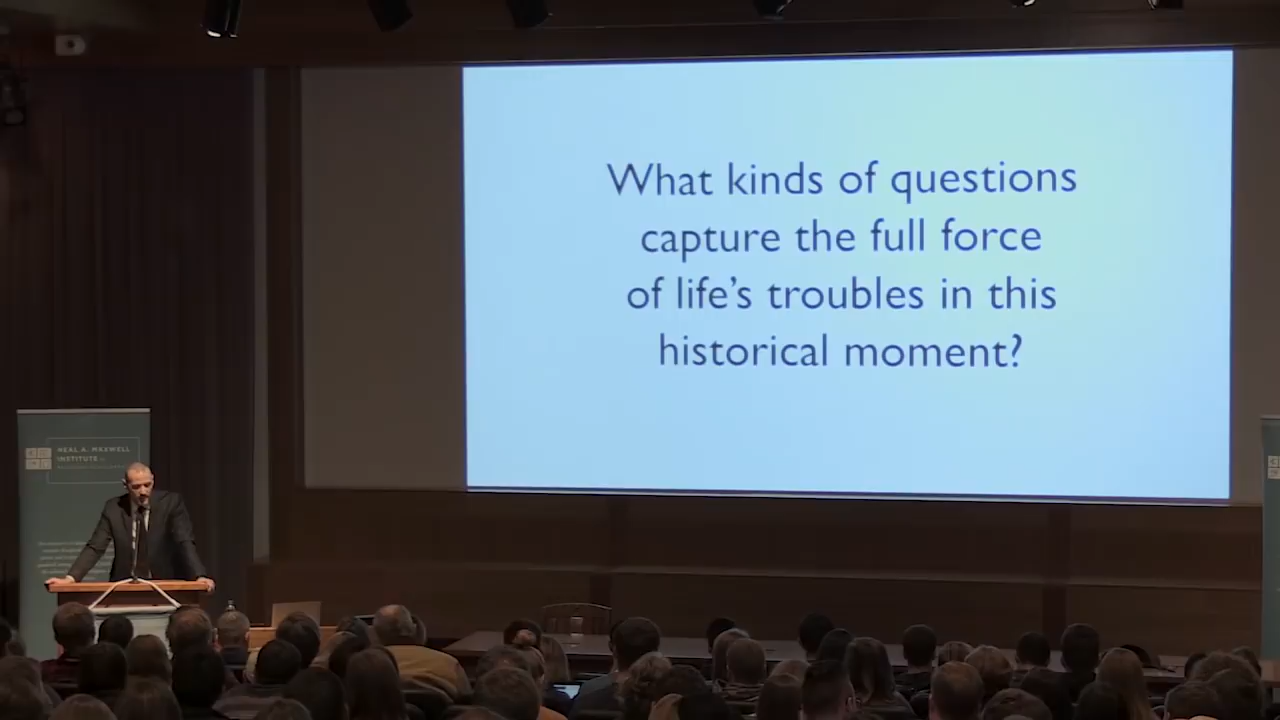 What kinds of questions
capture the full force
of life's troubles in this
historical moment?
NEAL A. MAXWELL
INSTITUTE